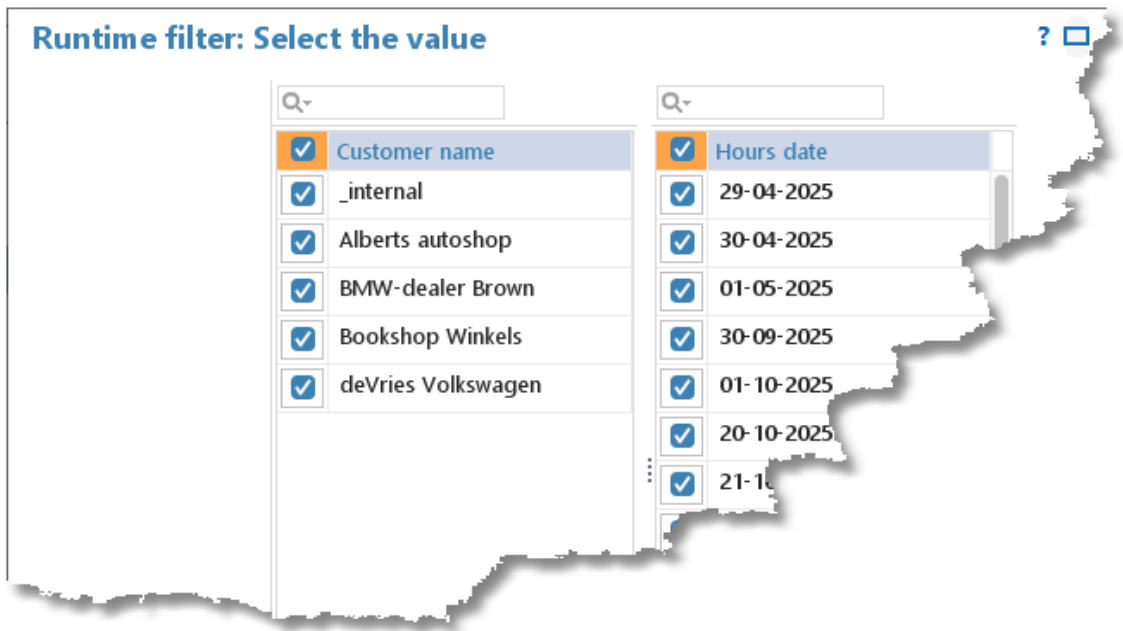 Runtime filter: Select the value ?
Customer name
_internal
Alberts autoshop
BMW-dealer Brown
Bookshop Winkels
deVries Volkswagen
Hours date
29-04-2025
30-04-2025
01-05-2025
30-09-2025
01-10-2025
20-10-2025